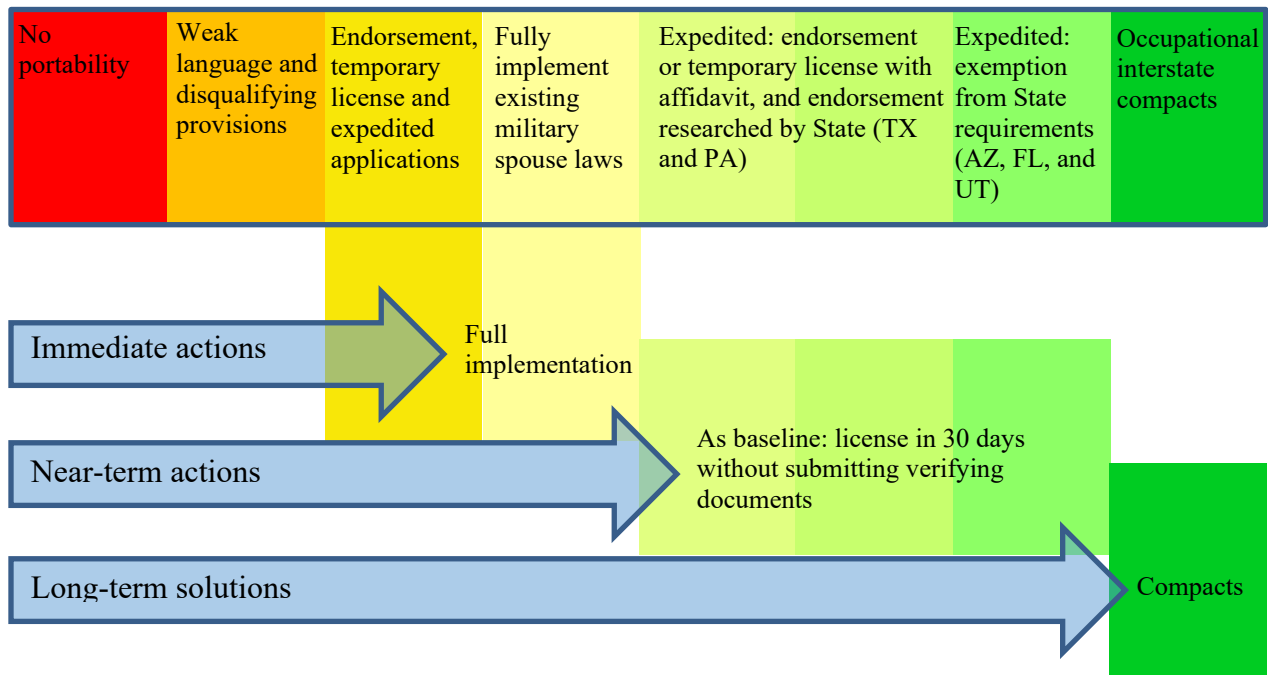 No
portability
Weak
language and
disqualifying
provisions
Endorsement,
temporary
license and
expedited
applications
Fully
implement
existing
military
spouse laws
Expedited: endorsement
or temporary license with
affidavit, and endorsement
researched by State (TX
and PA)
Expedited:
exemption
from State
requirements
(AZ, FL, and
UT)
Occupational
interstate
compacts
Immediate actions
Full
implementation
Near-term actions
As baseline: license in 30 days
without submitting verifying
documents
Long-term solutions
Compacts